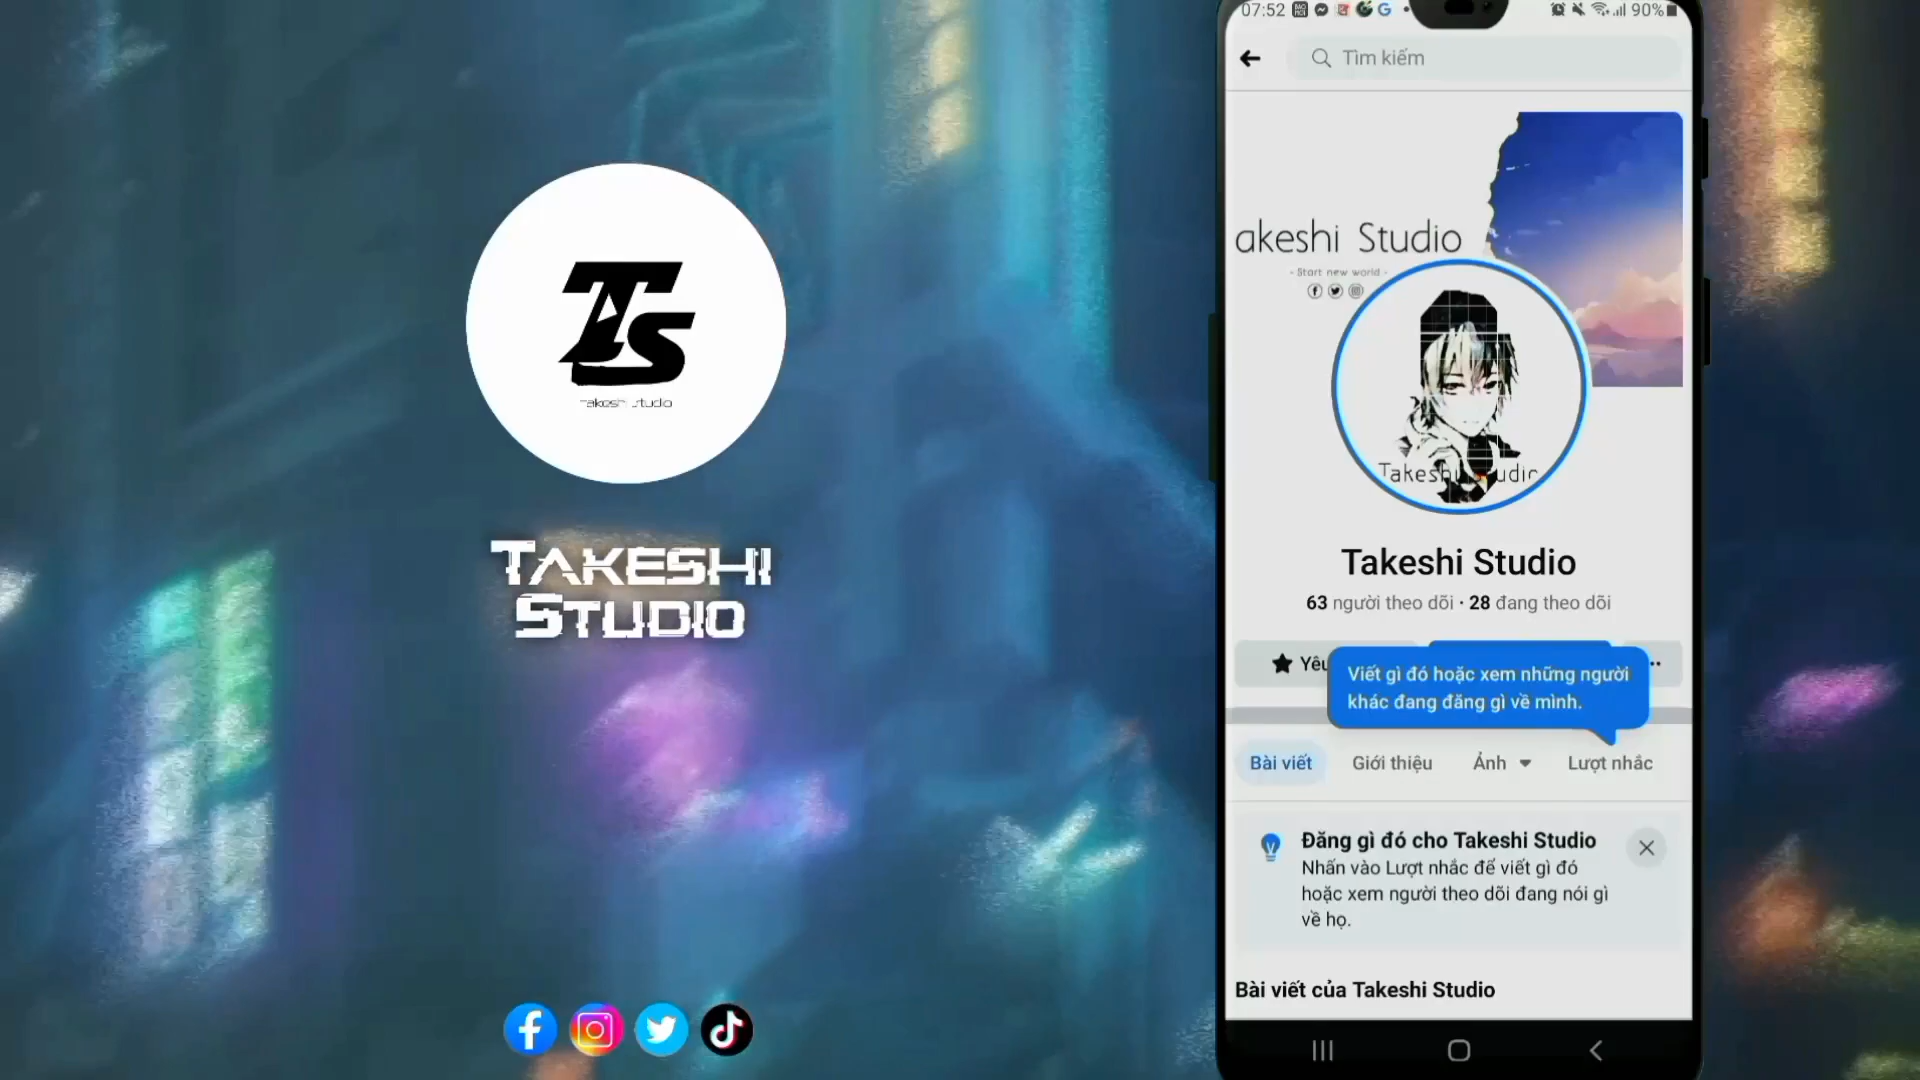 TS
Takeshi Studio
TAKESHI
STUDIO
07:52
90%
Tìm kiếm
akeshi Studio
- Start new world -
Takeshi Studio
63 người theo dõi · 28 đang theo dõi
Yêu
Viết gì đó hoặc xem những người
khác đang đăng gì về mình.
Bài viết
Giới thiệu
Ảnh
Lượt nhắc
Đăng gì đó cho Takeshi Studio
Nhấn vào Lượt nhắc để viết gì đó
hoặc xem người theo dõi đang nói gì
về họ.
Bài viết của Takeshi Studio